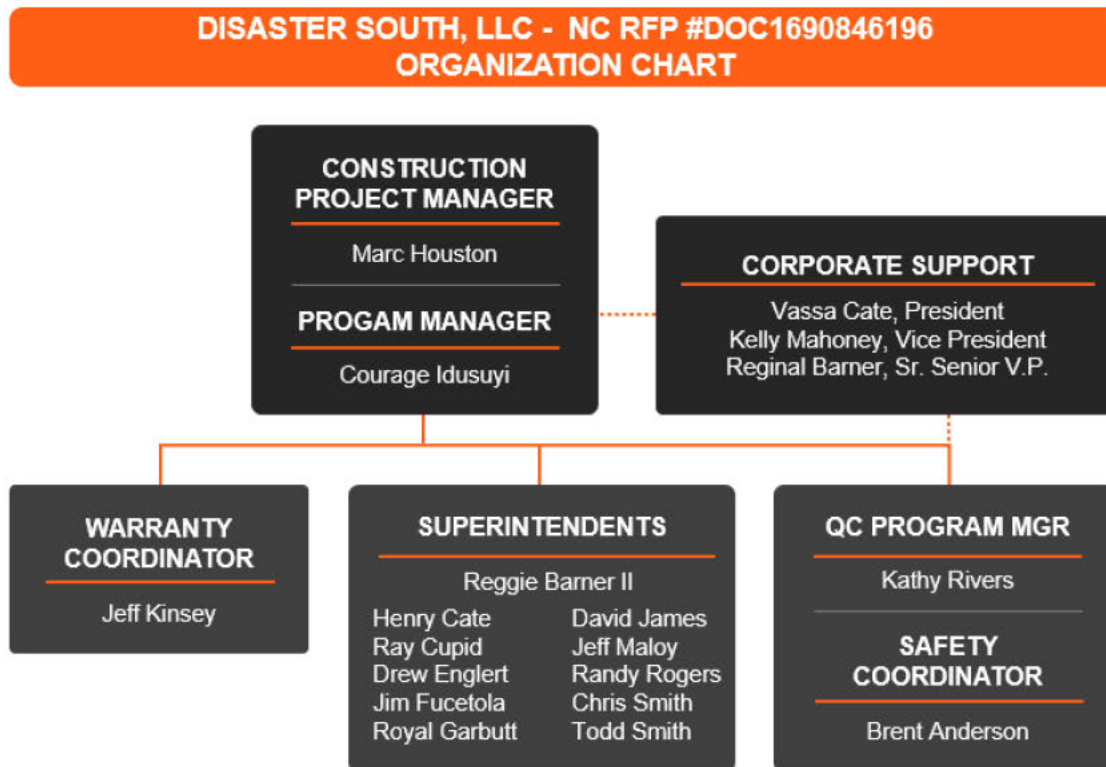 DISASTER SOUTH, LLC - NC RFP #DOC1690846196
ORGANIZATION CHART
CONSTRUCTION
PROJECT MANAGER
Marc Houston
PROGAM MANAGER
Courage Idusuyi
CORPORATE SUPPORT
Vassa Cate, President
Kelly Mahoney, Vice President
Reginal Barner, Sr. Senior V.P.
WARRANTY
COORDINATOR
Jeff Kinsey
SUPERINTENDENTS
Reggie Barner II
Henry Cate
Ray Cupid
Drew Englert
Jim Fucetola
Royal Garbutt
David James
Jeff Maloy
Randy Rogers
Chris Smith
Todd Smith
QC PROGRAM MGR
Kathy Rivers
SAFETY
COORDINATOR
Brent Anderson